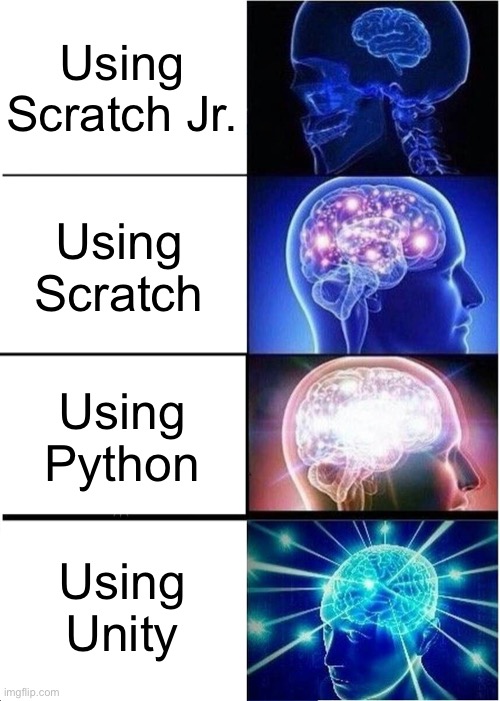 Using
Scratch Jr.
Using
Scratch
Using
Python
Using
Unity
imgflip.com